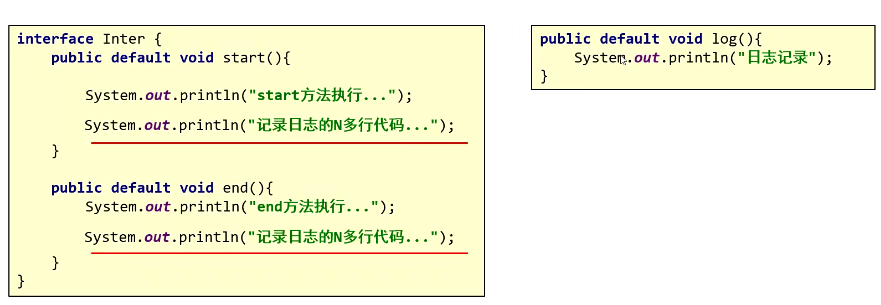 interface Inter {
public default void start(){
System.out.println("start方法执行...");
System.out.println("记录日志的N多行代码...");
}
public default void end(){
System.out.println("end方法执行...");
System.out.println("记录日志的N多行代码...");
}
}
public default void log(){
System.out.println("日志记录");
}